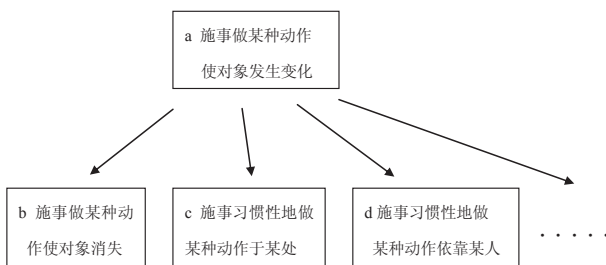 a 施事做某种动作
使对象发生变化
b 施事做某种动
作使对象消失
c 施事习惯性地做
某种动作于某处
d 施事习惯性地做
某种动作依靠某人
......